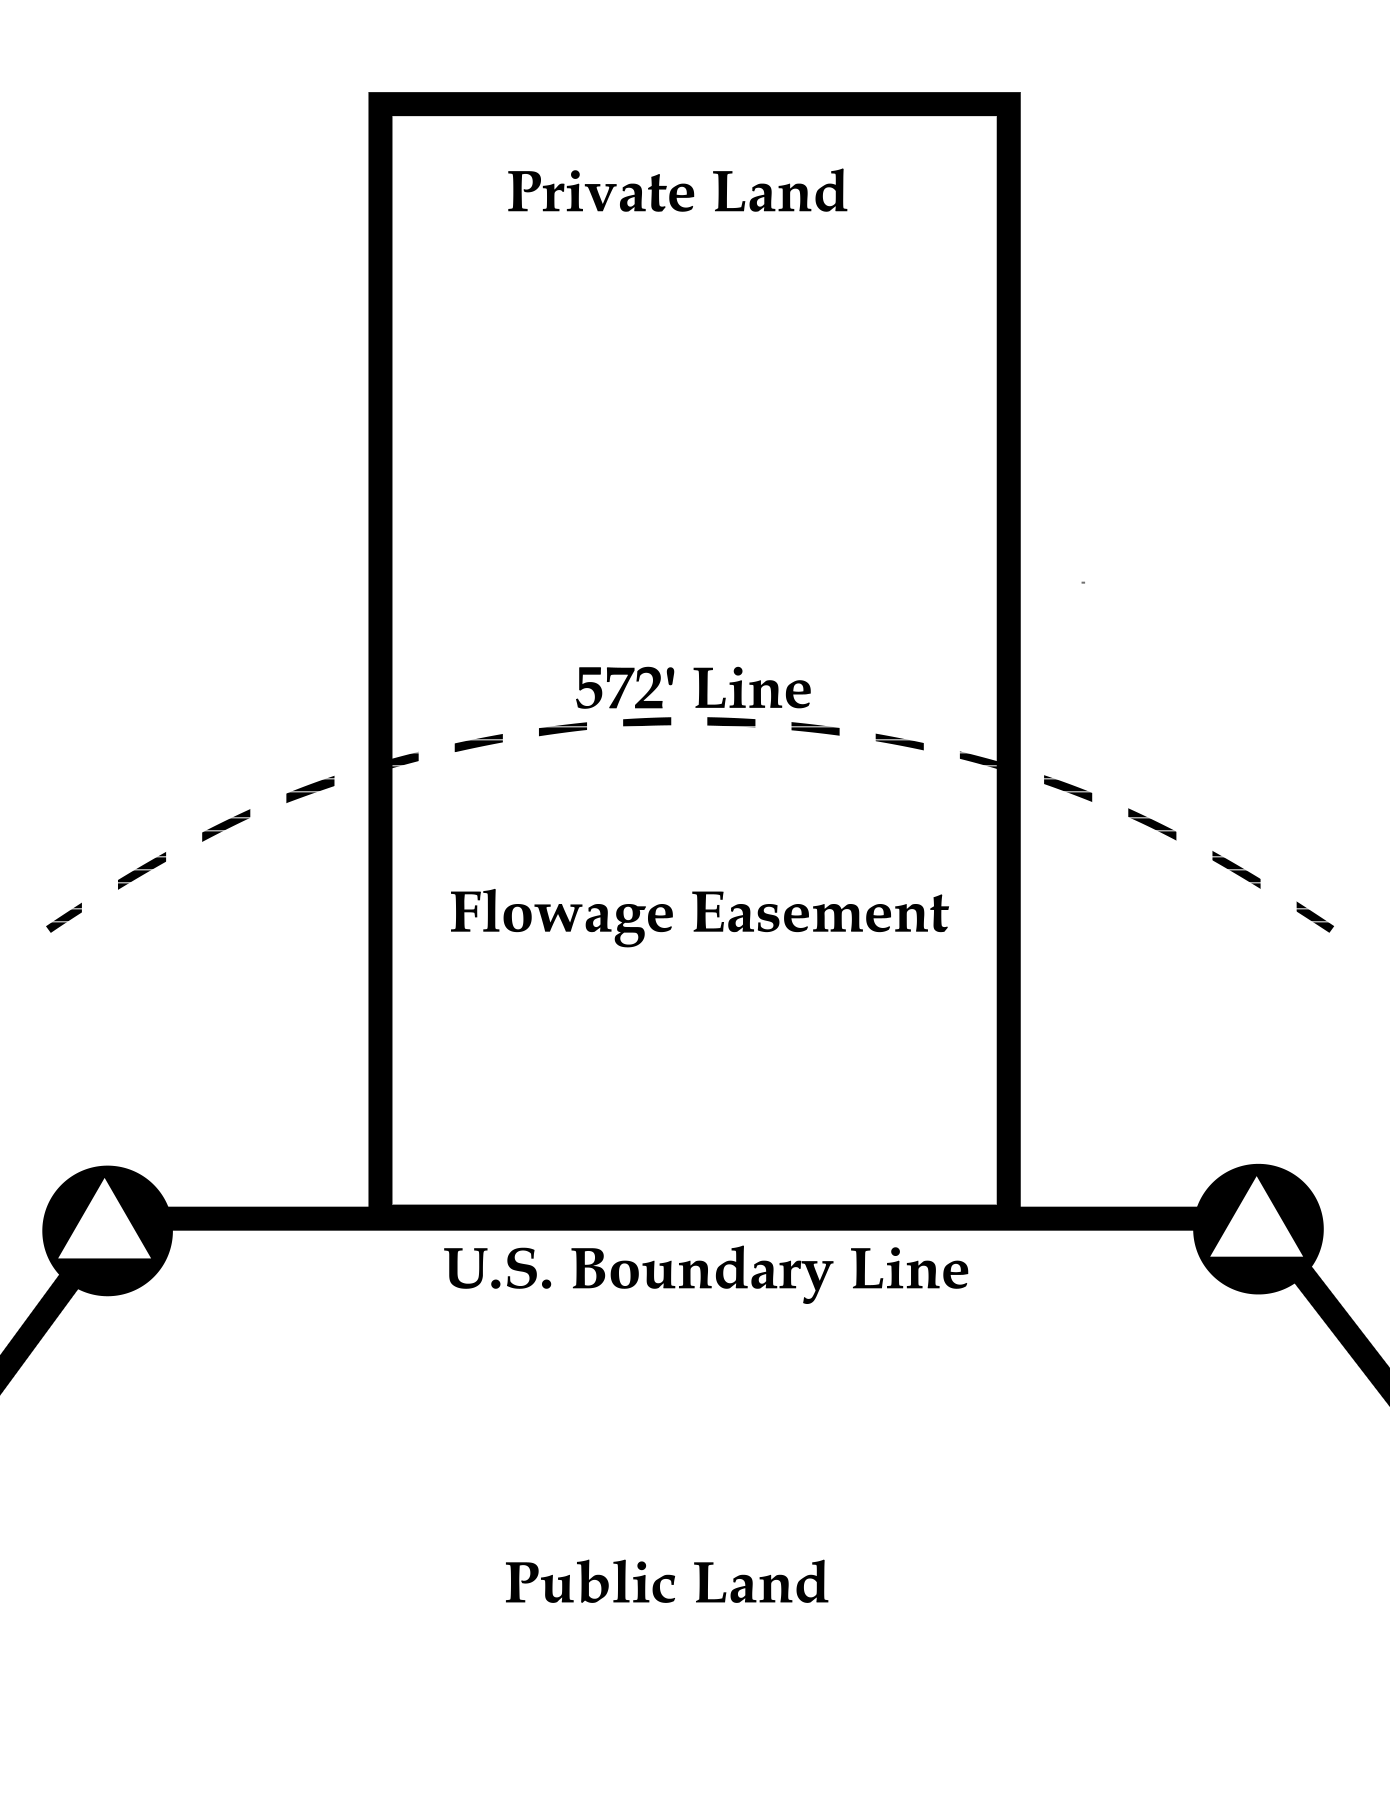 Private Land
572' Line
Flowage Easement
U.S. Boundary Line
Public Land